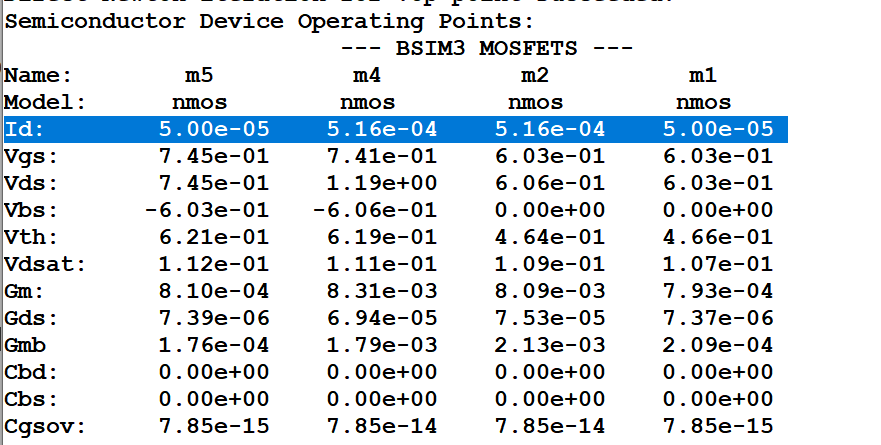 Semiconductor Device Operating Points:
--- BSIM3 MOSFETS ---
Name: m5 m4 m2 m1
Model: nmos nmos nmos nmos
Id: 5.00e-05 5.16e-04 5.16e-04 5.00e-05
Vgs: 7.45e-01 7.41e-01 6.03e-01 6.03e-01
Vds: 7.45e-01 1.19e+00 6.06e-01 6.03e-01
Vbs: -6.03e-01 -6.06e-01 0.00e+00 0.00e+00
Vth: 6.21e-01 6.19e-01 4.64e-01 4.66e-01
Vdsat: 1.12e-01 1.11e-01 1.09e-01 1.07e-01
Gm: 8.10e-04 8.31e-03 8.09e-03 7.93e-04
Gds: 7.39e-06 6.94e-05 7.53e-05 7.37e-06
Gmb 1.76e-04 1.79e-03 2.13e-03 2.09e-04
Cbd: 0.00e+00 0.00e+00 0.00e+00 0.00e+00
Cbs: 0.00e+00 0.00e+00 0.00e+00 0.00e+00
Cgsov: 7.85e-15 7.85e-14 7.85e-14 7.85e-15